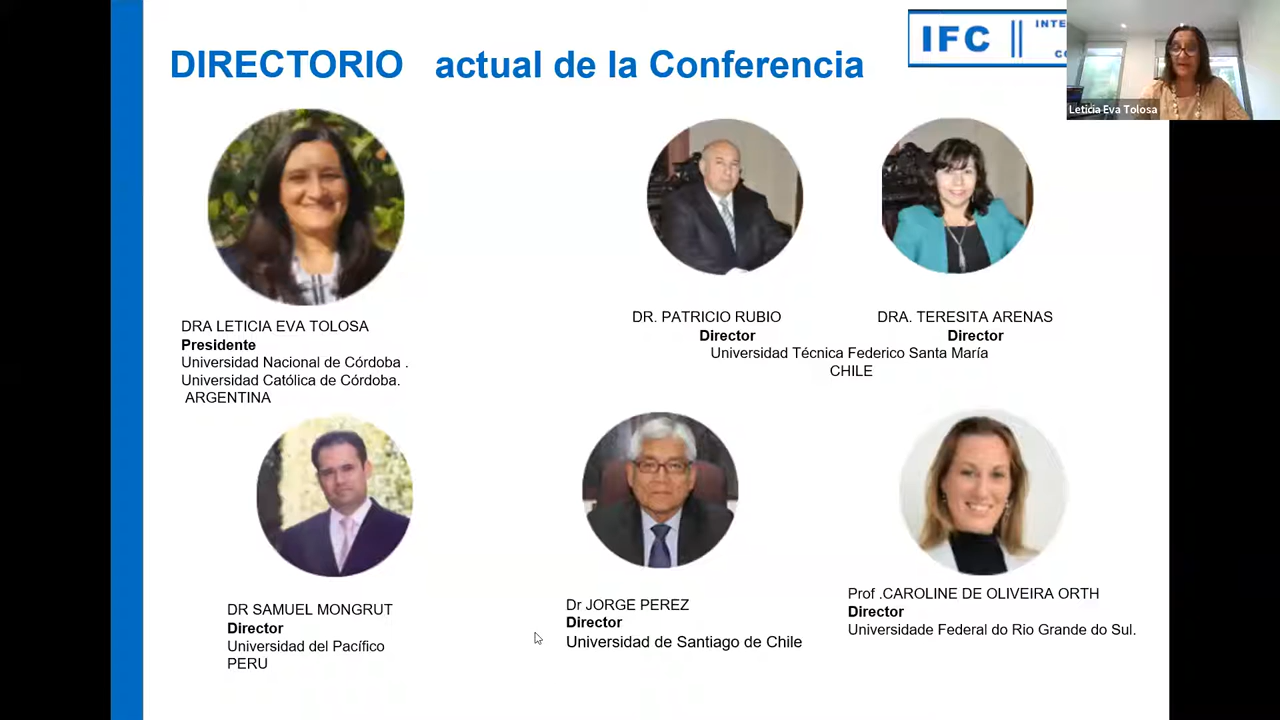 DIRECTORIO actual de la Conferencia
IFC
INTE
CO
Leticia Eva Tolosa
DRA LETICIA EVA TOLOSA
Presidente
Universidad Nacional de Córdoba .
Universidad Católica de Córdoba.
ARGENTINA
DR. PATRICIO RUBIO
Director
DRA. TERESITA ARENAS
Director
Universidad Técnica Federico Santa María
CHILE
DR SAMUEL MONGRUT
Director
Universidad del Pacífico
PERU
Dr JORGE PEREZ
Director
Universidad de Santiago de Chile
Prof .CAROLINE DE OLIVEIRA ORTH
Director
Universidade Federal do Rio Grande do Sul.